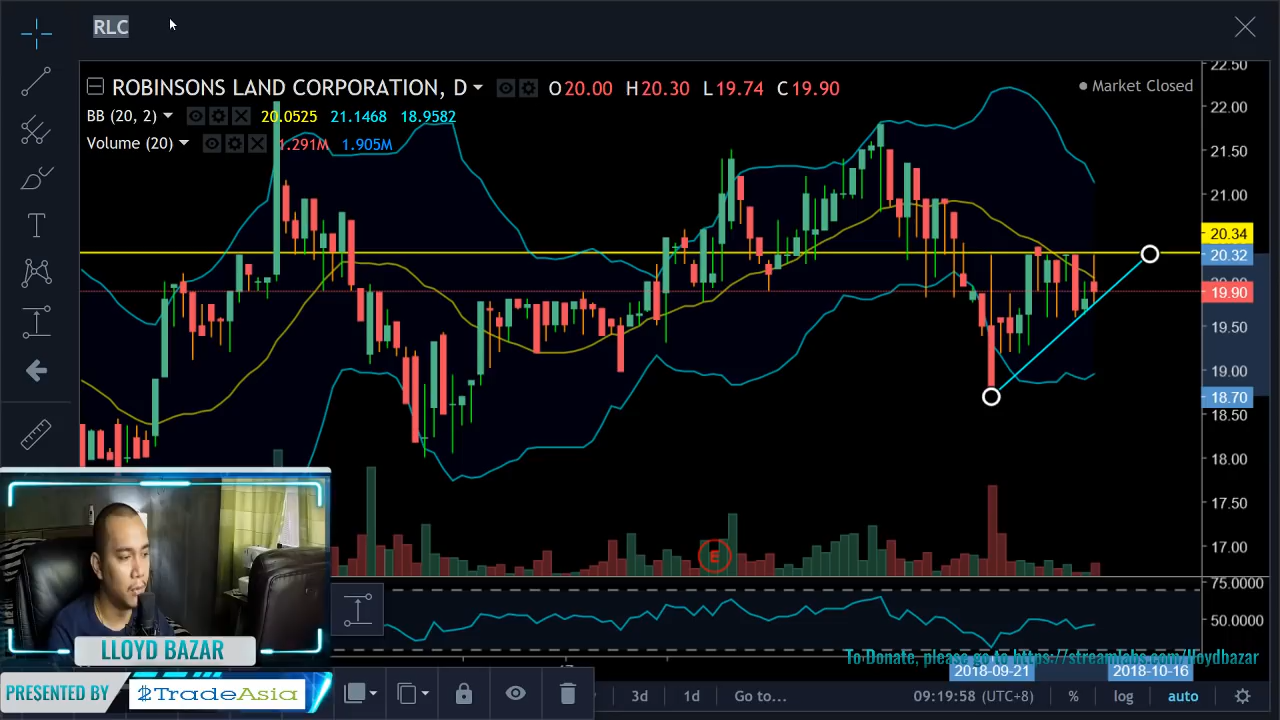 RLC
ROBINSONS LAND CORPORATION, D O20.00 H20.30 L19.74 C19.90
Market Closed
BB (20, 2) 20.0525 21.1468 18.9582
Volume (20) 1.291M 1.905M
22.50
22.00
21.50
21.00
20.34
20.32
19.90
19.50
19.00
18.70
18.50
18.00
17.50
17.00
E
75.0000
50.0000
To Donate, please go to https://streamlabs.com/lloydbazar
2018-09-21
2018-10-16
LLOYD BAZAR
PRESENTED BY TradeAsia
3d 1d Go to... 09:19:58 (UTC+8) % log auto